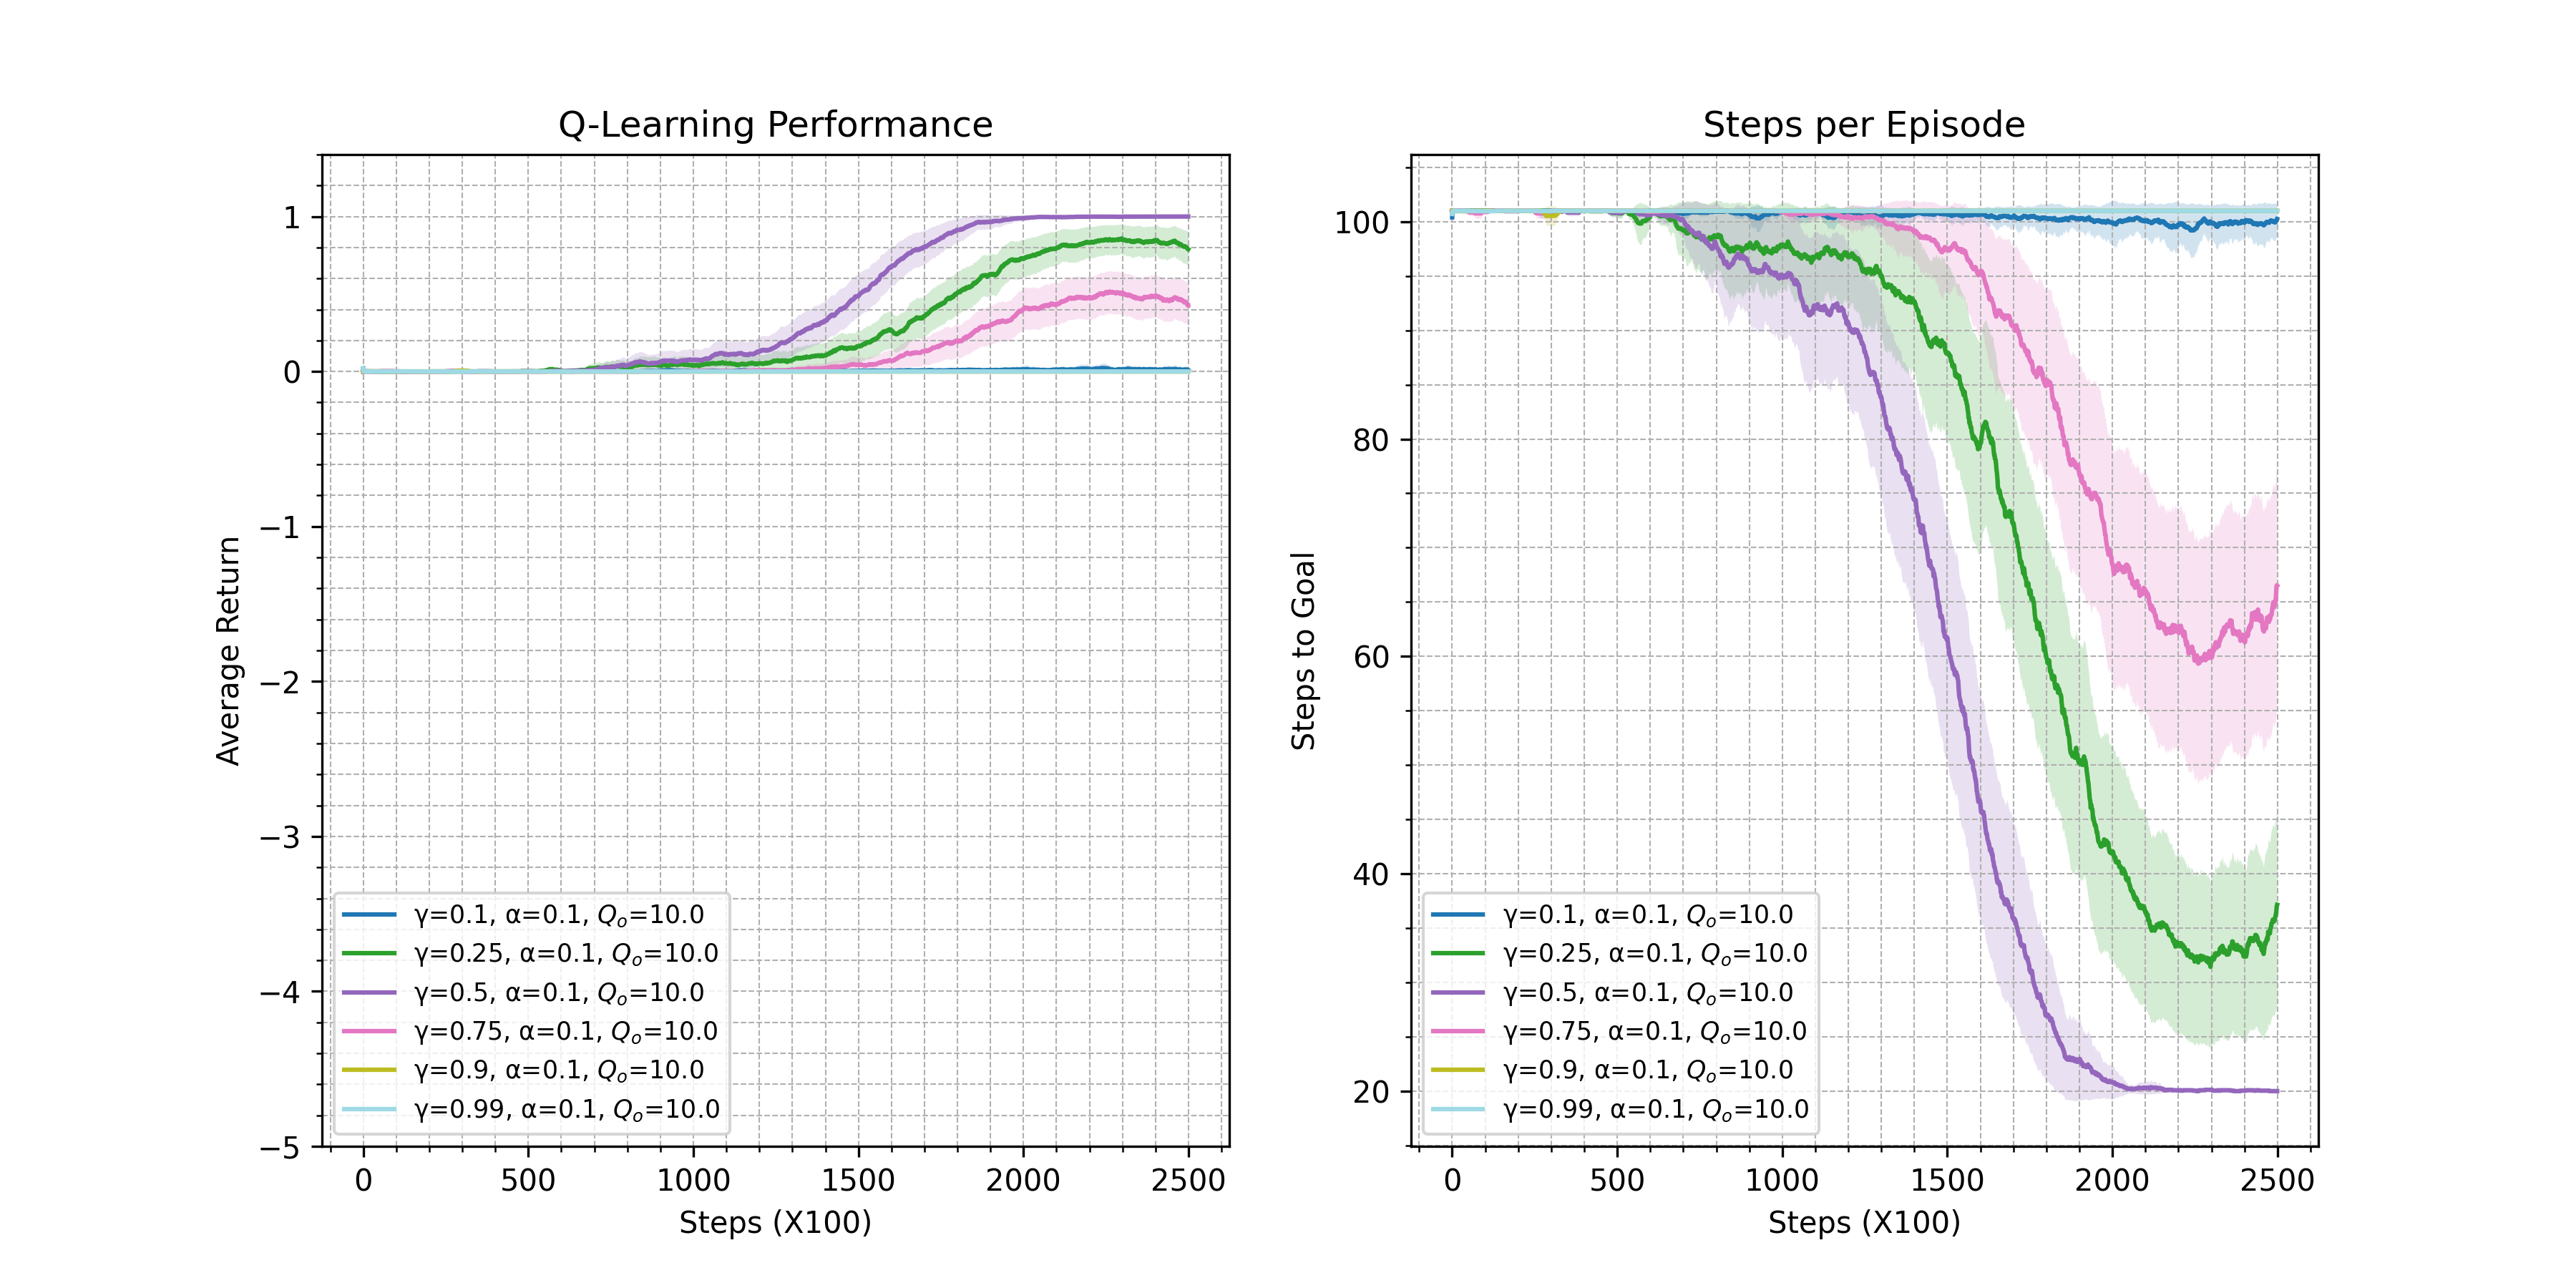 Q-Learning Performance
1
0
−1
−2
−3
−4
−5
Average Return
γ=0.1, α=0.1, Qₒ=10.0
γ=0.25, α=0.1, Qₒ=10.0
γ=0.5, α=0.1, Qₒ=10.0
γ=0.75, α=0.1, Qₒ=10.0
γ=0.9, α=0.1, Qₒ=10.0
γ=0.99, α=0.1, Qₒ=10.0
0 500 1000 1500 2000 2500
Steps (X100)
Steps per Episode
100
80
60
40
20
Steps to Goal
γ=0.1, α=0.1, Qₒ=10.0
γ=0.25, α=0.1, Qₒ=10.0
γ=0.5, α=0.1, Qₒ=10.0
γ=0.75, α=0.1, Qₒ=10.0
γ=0.9, α=0.1, Qₒ=10.0
γ=0.99, α=0.1, Qₒ=10.0
0 500 1000 1500 2000 2500
Steps (X100)